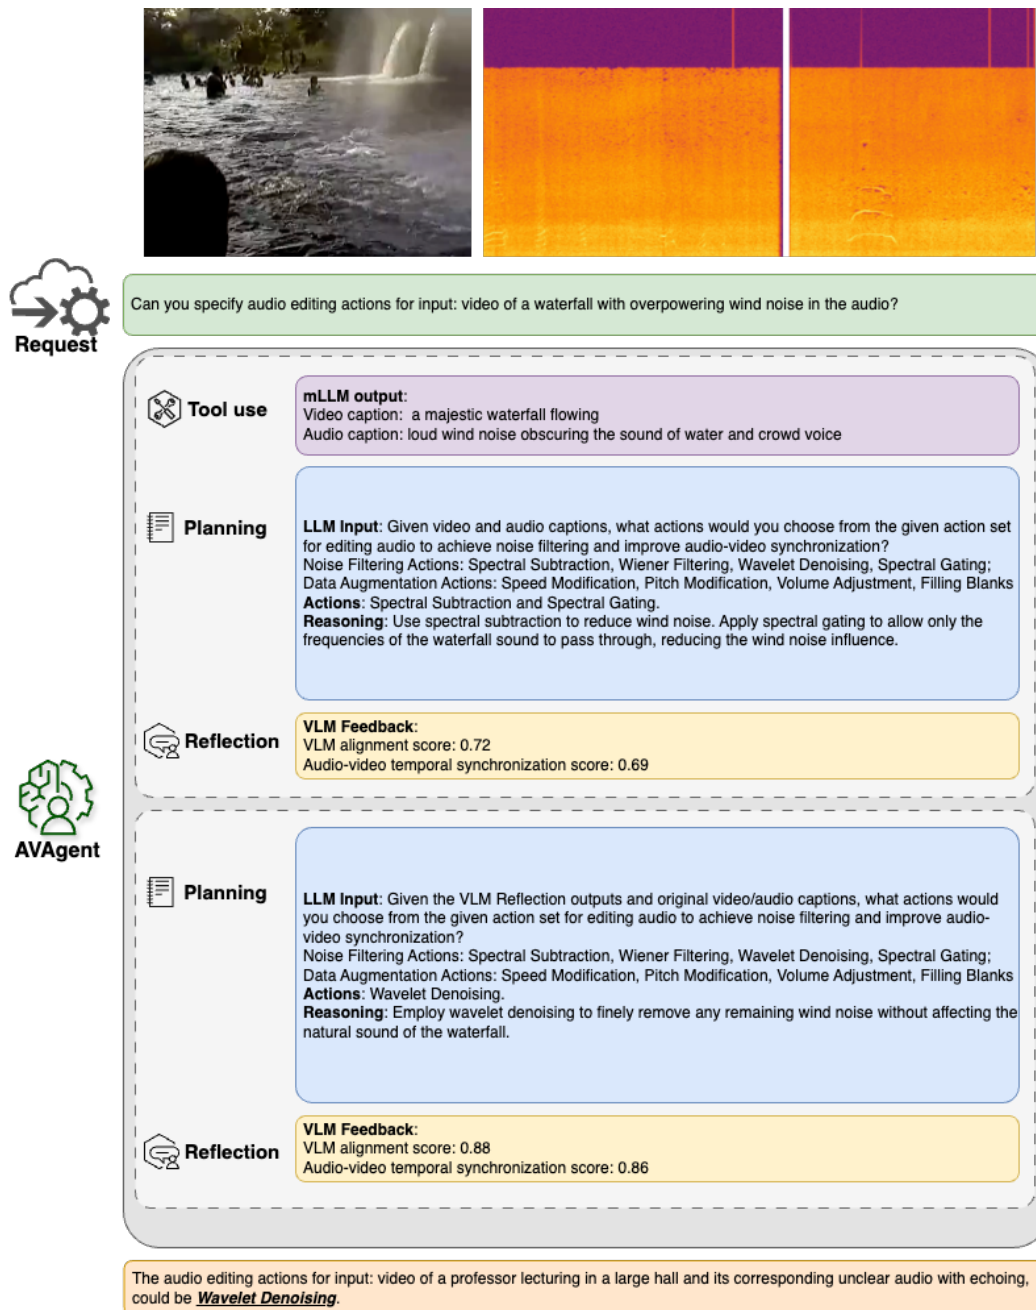 Request
Can you specify audio editing actions for input: video of a waterfall with overpowering wind noise in the audio?
Tool use
mLLM output:
Video caption:  a majestic waterfall flowing
Audio caption: loud wind noise obscuring the sound of water and crowd voice
Planning
LLM Input: Given video and audio captions, what actions would you choose from the given action set
for editing audio to achieve noise filtering and improve audio-video synchronization?
Noise Filtering Actions: Spectral Subtraction, Wiener Filtering, Wavelet Denoising, Spectral Gating;
Data Augmentation Actions: Speed Modification, Pitch Modification, Volume Adjustment, Filling Blanks
Actions: Spectral Subtraction and Spectral Gating.
Reasoning: Use spectral subtraction to reduce wind noise. Apply spectral gating to allow only the
frequencies of the waterfall sound to pass through, reducing the wind noise influence.
Reflection
VLM Feedback:
VLM alignment score: 0.72
Audio-video temporal synchronization score: 0.69
AVAgent
Planning
LLM Input: Given the VLM Reflection outputs and original video/audio captions, what actions would
you choose from the given action set for editing audio to achieve noise filtering and improve audio-
video synchronization?
Noise Filtering Actions: Spectral Subtraction, Wiener Filtering, Wavelet Denoising, Spectral Gating;
Data Augmentation Actions: Speed Modification, Pitch Modification, Volume Adjustment, Filling Blanks
Actions: Wavelet Denoising.
Reasoning: Employ wavelet denoising to finely remove any remaining wind noise without affecting the
natural sound of the waterfall.
Reflection
VLM Feedback:
VLM alignment score: 0.88
Audio-video temporal synchronization score: 0.86
The audio editing actions for input: video of a professor lecturing in a large hall and its corresponding unclear audio with echoing,
could be Wavelet Denoising.